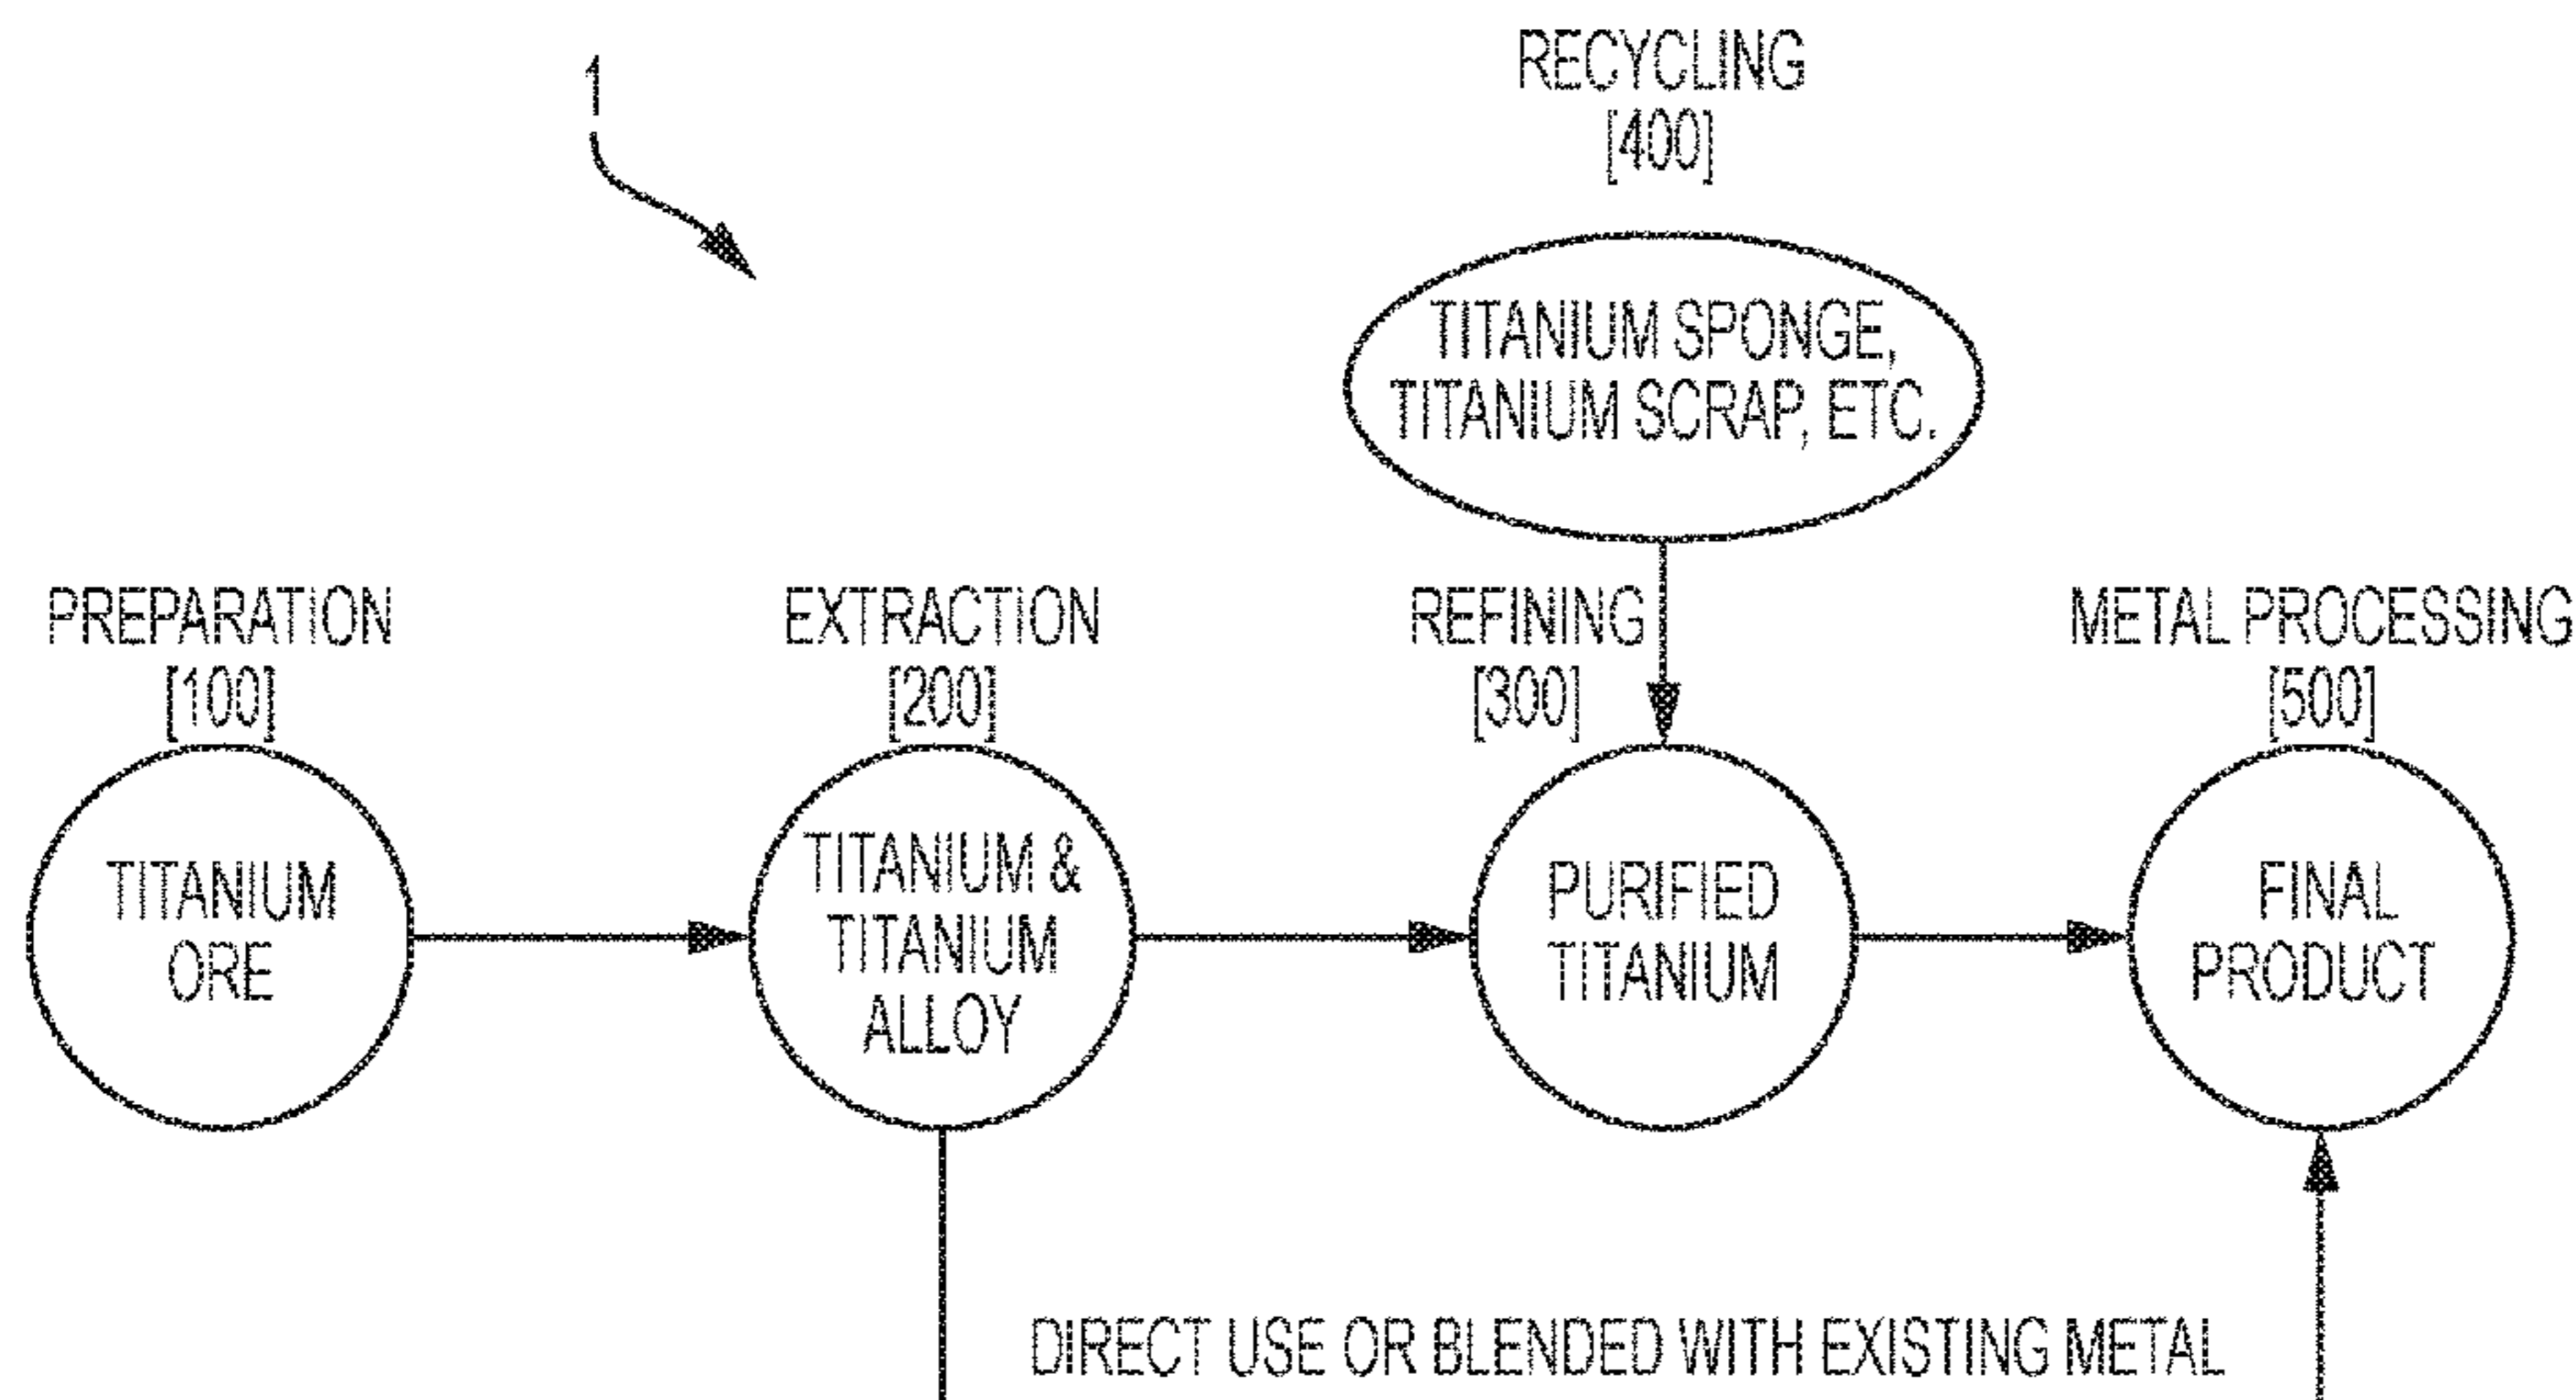 1
RECYCLING
[400]
TITANIUM SPONGE,
TITANIUM SCRAP, ETC.
PREPARATION
[100]
TITANIUM
ORE
EXTRACTION
[200]
TITANIUM &
TITANIUM
ALLOY
REFINING
[300]
PURIFIED
TITANIUM
METAL PROCESSING
[500]
FINAL
PRODUCT
DIRECT USE OR BLENDED WITH EXISTING METAL